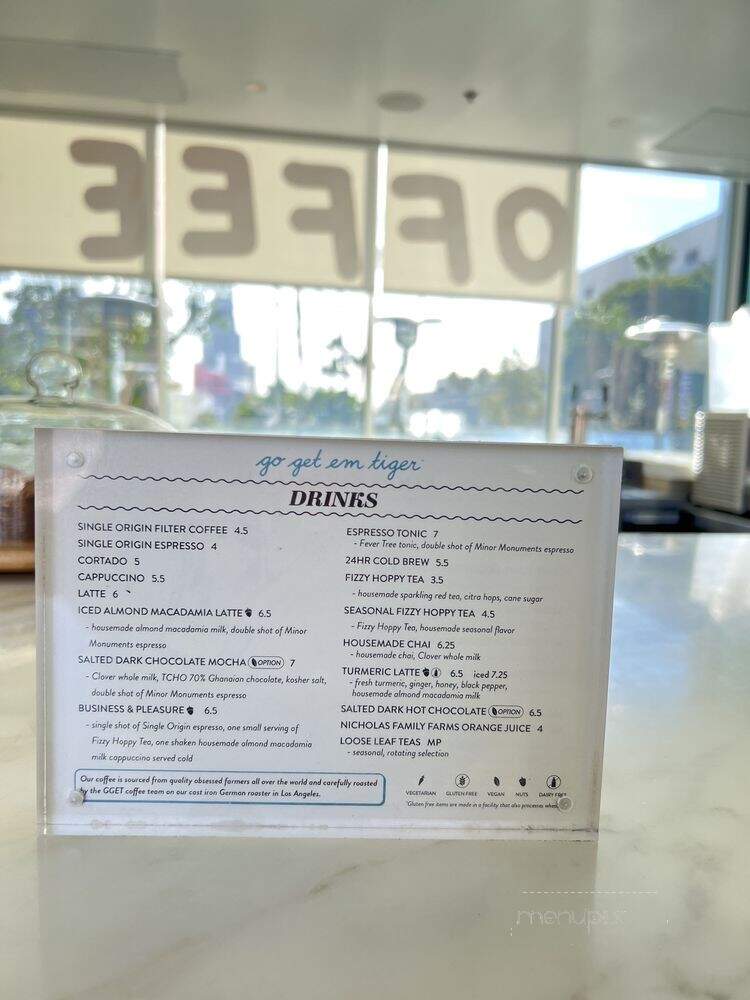 OFFEE
go get em tiger
DRINKS
SINGLE ORIGIN FILTER COFFEE 4.5
SINGLE ORIGIN ESPRESSO 4
CORTADO 5
CAPPUCCINO 5.5
LATTE 6
ICED ALMOND MACADAMIA LATTE 6.5
- housemade almond macadamia milk, double shot of Minor
Monuments espresso
SALTED DARK CHOCOLATE MOCHA OPTION 7
- Clover whole milk, TCHO 70% Ghanaian chocolate, kosher salt,
double shot of Minor Monuments espresso
BUSINESS & PLEASURE 6.5
- single shot of Single Origin espresso, one small serving of
Fizzy Hoppy Tea, one shaken housemade almond macadamia
milk cappuccino served cold
Our coffee is sourced from quality obsessed farmers all over the world and carefully roasted
by the GGET coffee team on our cast iron German roaster in Los Angeles.
ESPRESSO TONIC 7
- Fever Tree tonic, double shot of Minor Monuments espresso
24HR COLD BREW 5.5
FIZZY HOPPY TEA 3.5
- housemade sparkling red tea, citra hops, cane sugar
SEASONAL FIZZY HOPPY TEA 4.5
- Fizzy Hoppy Tea, housemade seasonal flavor
HOUSEMADE CHAI 6.25
- housemade chai, Clover whole milk
TURMERIC LATTE 6.5 iced 7.25
- fresh turmeric, ginger, honey, black pepper,
housemade almond macadamia milk
SALTED DARK HOT CHOCOLATE OPTION 6.5
NICHOLAS FAMILY FARMS ORANGE JUICE 4
LOOSE LEAF TEAS MP
- seasonal, rotating selection
VEGETARIAN GLUTEN FREE VEGAN NUTS DAIRY FREE
*Gluten free items are made in a facility that also processes wheat